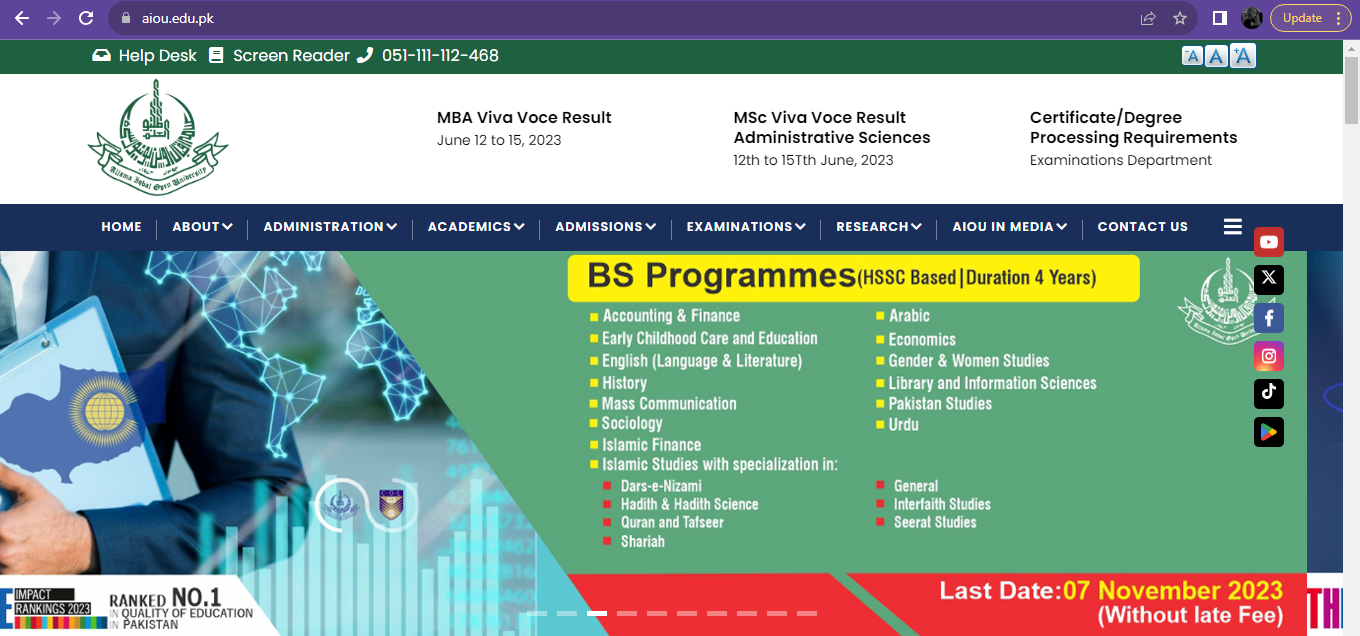 aiou.edu.pk
Update
Help Desk Screen Reader 051-111-112-468
-A A +A
Allama Iqbal Open University
MBA Viva Voce Result
June 12 to 15, 2023
MSc Viva Voce Result
Administrative Sciences
12th to 15Tth June, 2023
Certificate/Degree
Processing Requirements
Examinations Department
HOME ABOUT ADMINISTRATION ACADEMICS ADMISSIONS EXAMINATIONS RESEARCH AIOU IN MEDIA CONTACT US
BS Programmes(HSSC Based|Duration 4 Years)
Accounting & Finance
Early Childhood Care and Education
English (Language & Literature)
History
Mass Communication
Sociology
Islamic Finance
Islamic Studies with specialization in:
Dars-e-Nizami
Hadith & Hadith Science
Quran and Tafseer
Shariah
Arabic
Economics
Gender & Women Studies
Library and Information Sciences
Pakistan Studies
Urdu
General
Interfaith Studies
Seerat Studies
COL
IMPACT
RANKINGS 2023
RANKED NO.1
IN QUALITY OF EDUCATION
IN PAKISTAN
Last Date:07 November 2023
(Without late Fee)
TH